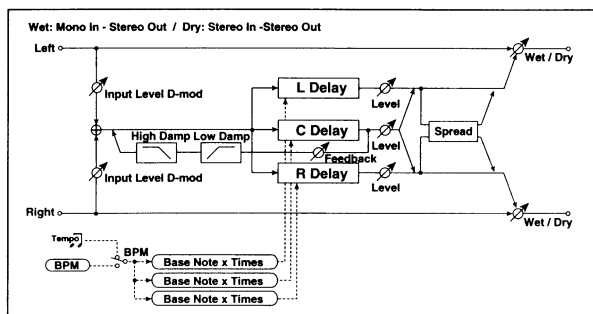 Wet: Mono In - Stereo Out / Dry: Stereo In -Stereo Out
Left
Wet / Dry
Input Level D-mod
L Delay
Level
High Damp Low Damp
C Delay
Level
Spread
Feedback
R Delay
Level
Input Level D-mod
Right
Wet / Dry
Tempo
BPM
BPM
Base Note x Times
Base Note x Times
Base Note x Times